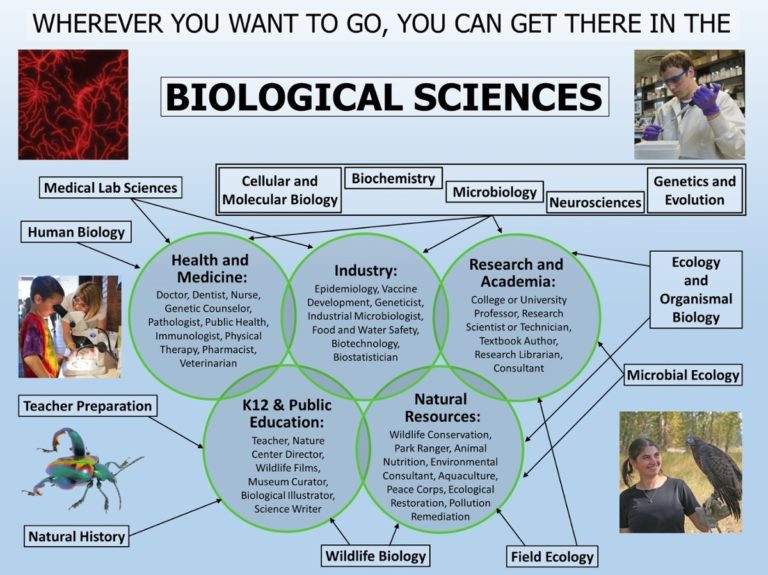 WHEREVER YOU WANT TO GO, YOU CAN GET THERE IN THE
BIOLOGICAL SCIENCES
Medical Lab Sciences
Cellular and
Molecular Biology
Biochemistry
Microbiology
Neurosciences
Genetics and
Evolution
Human Biology
Health and
Medicine:
Doctor, Dentist, Nurse,
Genetic Counselor,
Pathologist, Public Health,
Immunologist, Physical
Therapy, Pharmacist,
Veterinarian
Industry:
Epidemiology, Vaccine
Development, Geneticist,
Industrial Microbiologist,
Food and Water Safety,
Biotechnology,
Biostatistician
Research and
Academia:
College or University
Professor, Research
Scientist or Technician,
Textbook Author,
Research Librarian,
Consultant
Ecology
and
Organismal
Biology
Microbial Ecology
Teacher Preparation
K12 & Public
Education:
Teacher, Nature
Center Director,
Wildlife Films,
Museum Curator,
Biological Illustrator,
Science Writer
Natural
Resources:
Wildlife Conservation,
Park Ranger, Animal
Nutrition, Environmental
Consultant, Aquaculture,
Peace Corps, Ecological
Restoration, Pollution
Remediation
Natural History
Wildlife Biology
Field Ecology